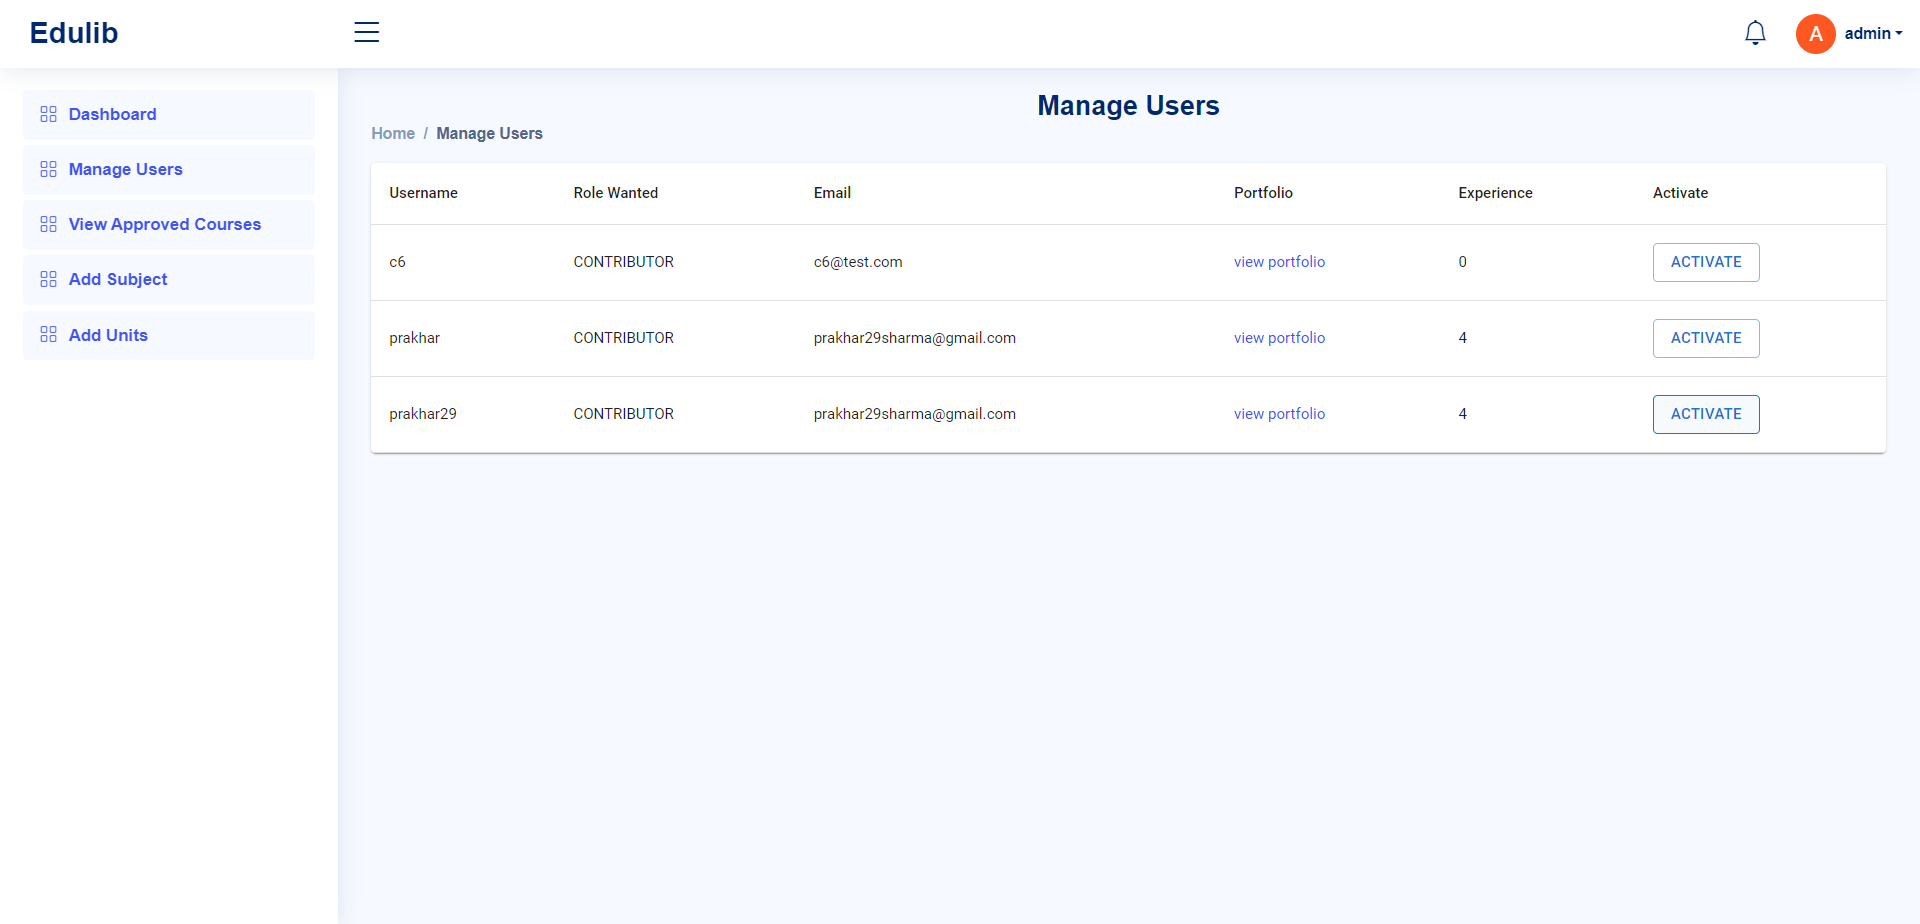 Edulib
A admin
Dashboard
Manage Users
View Approved Courses
Add Subject
Add Units
Manage Users
Home / Manage Users
Username Role Wanted Email Portfolio Experience Activate
c6 CONTRIBUTOR c6@test.com view portfolio 0 ACTIVATE
prakhar CONTRIBUTOR prakhar29sharma@gmail.com view portfolio 4 ACTIVATE
prakhar29 CONTRIBUTOR prakhar29sharma@gmail.com view portfolio 4 ACTIVATE